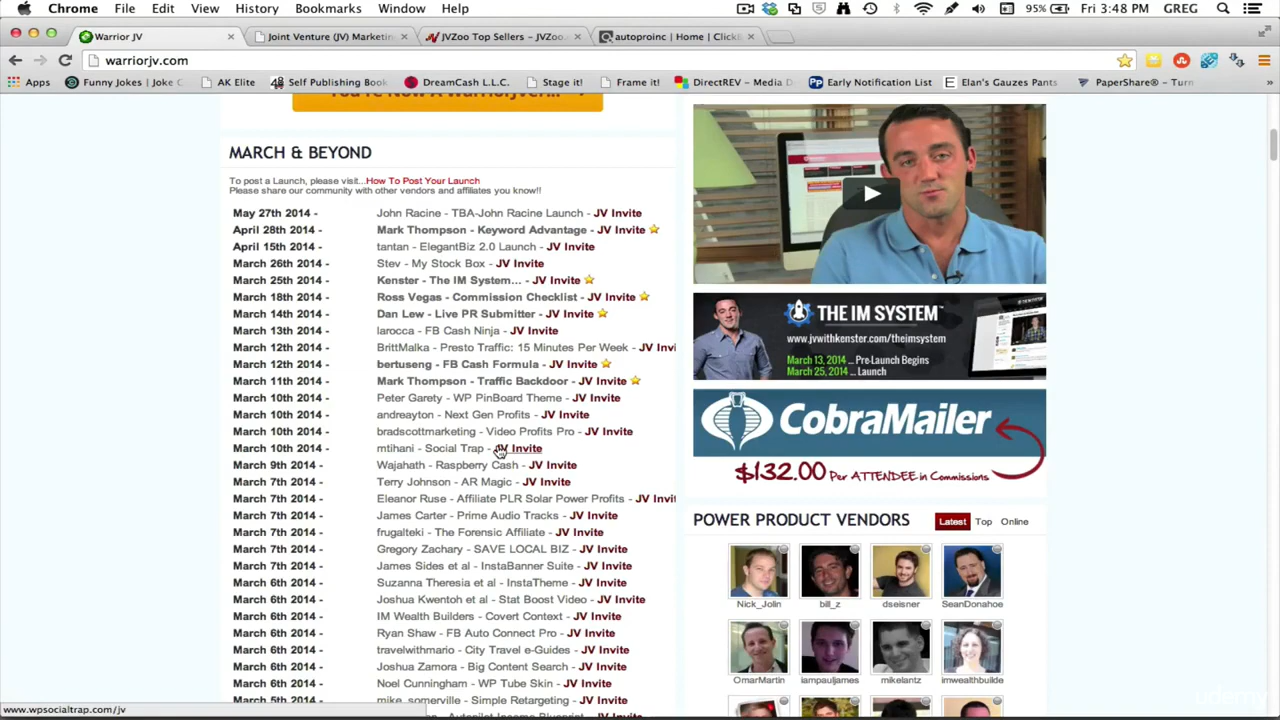 Chrome File Edit View History Bookmarks Window Help 95% Fri 3:48 PM GREG
Warrior JV × Joint Venture (JV) Marketin × JVZoo Top Sellers – JVZoo. × autoproinc | Home | ClickB ×
warriorjv.com
Apps Funny Jokes | Joke C AK Elite Self Publishing Book DreamCash L.L.C. Stage it! Frame it! DirectREV - Media D Early Notification List Elan's Gauzes Pants PaperShare® - Turn
You're Now A WarriorJVer...
MARCH & BEYOND
To post a Launch, please visit...How To Post Your Launch
Please share our community with other vendors and affiliates you know!!
May 27th 2014 - John Racine - TBA-John Racine Launch - JV Invite
April 28th 2014 - Mark Thompson - Keyword Advantage - JV Invite
April 15th 2014 - tantan - ElegantBiz 2.0 Launch - JV Invite
March 26th 2014 - Stev - My Stock Box - JV Invite
March 25th 2014 - Kenster - The IM System... - JV Invite
March 18th 2014 - Ross Vegas - Commission Checklist - JV Invite
March 14th 2014 - Dan Lew - Live PR Submitter - JV Invite
March 13th 2014 - larocca - FB Cash Ninja - JV Invite
March 12th 2014 - BrittMalka - Presto Traffic: 15 Minutes Per Week - JV Invi
March 12th 2014 - bertuseng - FB Cash Formula - JV Invite
March 11th 2014 - Mark Thompson - Traffic Backdoor - JV Invite
March 10th 2014 - Peter Garety - WP PinBoard Theme - JV Invite
March 10th 2014 - andreayton - Next Gen Profits - JV Invite
March 10th 2014 - bradscottmarketing - Video Profits Pro - JV Invite
March 10th 2014 - mtihani - Social Trap - JV Invite
March 9th 2014 - Wajahath - Raspberry Cash - JV Invite
March 7th 2014 - Terry Johnson - AR Magic - JV Invite
March 7th 2014 - Eleanor Ruse - Affiliate PLR Solar Power Profits - JV Invit
March 7th 2014 - James Carter - Prime Audio Tracks - JV Invite
March 7th 2014 - frugalteki - The Forensic Affiliate - JV Invite
March 7th 2014 - Gregory Zachary - SAVE LOCAL BIZ - JV Invite
March 7th 2014 - James Sides et al - InstaBanner Suite - JV Invite
March 6th 2014 - Suzanna Theresia et al - InstaTheme - JV Invite
March 6th 2014 - Joshua Kwentoh et al - Stat Boost Video - JV Invite
March 6th 2014 - IM Wealth Builders - Covert Context - JV Invite
March 6th 2014 - Ryan Shaw - FB Auto Connect Pro - JV Invite
March 6th 2014 - travelwithmario - City Travel e-Guides - JV Invite
March 6th 2014 - Joshua Zamora - Big Content Search - JV Invite
March 6th 2014 - Noel Cunningham - WP Tube Skin - JV Invite
March 5th 2014 - mike_somerville - Simple Retargeting - JV Invite
Autopilot Income Blueprint
www.wpsocialtrap.com/jv
THE IM SYSTEM™
www.jvwithkenster.com/theimsystem
March 13, 2014 ... Pre-Launch Begins
March 25, 2014 ... Launch
CobraMailer
$132.00 Per ATTENDEE in Commissions
POWER PRODUCT VENDORS Latest Top Online
Nick_Jolin bill_z dseisner SeanDonahoe
OmarMartin iampauljames mikelantz imwealthbuilde
udemy